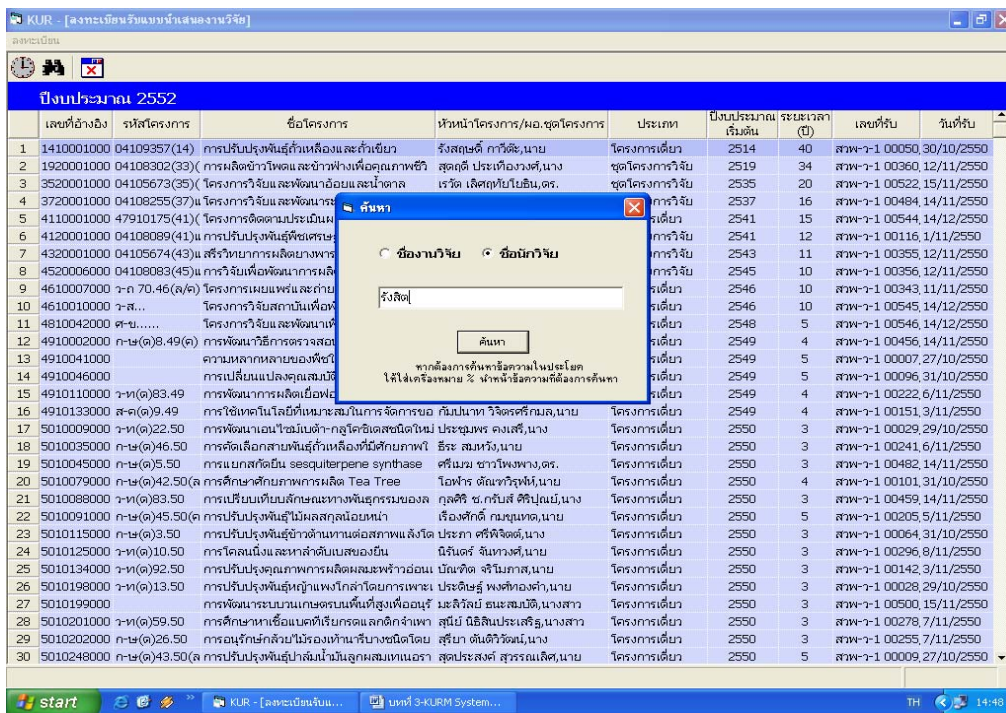 KUR - [ลงทะเบียนรับแบบนำเสนองานวิจัย]
ลงทะเบียน
ปีงบประมาณ 2552
เลขที่อ้างอิง รหัสโครงการ ชื่อโครงการ หัวหน้าโครงการ/ผอ.ชุดโครงการ ประเภท ปีงบประมาณเริ่มต้น ระยะเวลา(ปี) เลขที่รับ วันที่รับ
1 1410001000 04109357(14) การปรับปรุงพันธุ์ถั่วเหลืองและถั่วเขียว รังสฤษดิ์ กาวีต๊ะ,นาย โครงการเดี่ยว 2514 40 สวพ-ว-1 00050 30/10/2550
2 1920001000 04108302(33)( การผลิตข้าวโพดและข้าวฟ่างเพื่อคุณภาพชีวิ สุดฤดี ประเทืองวงศ์,นาง ชุดโครงการวิจัย 2519 34 สวพ-ว-1 00360 12/11/2550
3 3520001000 04105673(35)( โครงการวิจัยและพัฒนาอ้อยและน้ำตาล เรวัต เลิศฤทัยโยธิน,ดร. ชุดโครงการวิจัย 2535 20 สวพ-ว-1 00522 15/11/2550
4 3720001000 04108255(37)แ โครงการวิจัยและพัฒนาระ การวิจัย 2537 16 สวพ-ว-1 00484 14/11/2550
5 4110001000 47910175(41)( โครงการติดตามประเมินผ รเดี่ยว 2541 15 สวพ-ว-1 00544 14/12/2550
6 4120001000 04108089(41)แ การปรับปรุงพันธุ์พืชเศรษ การวิจัย 2541 12 สวพ-ว-1 00116 1/11/2550
7 4320001000 04105674(43)แ สรีรวิทยาการผลิตยางพาร การวิจัย 2543 11 สวพ-ว-1 00355 12/11/2550
8 4520006000 04108083(45)แ การวิจัยเพื่อพัฒนาการผลิ การวิจัย 2545 10 สวพ-ว-1 00356 12/11/2550
9 4610007000 ว-ถ 70.46(ล/ค) โครงการเผยแพร่และถ่าย รเดี่ยว 2546 10 สวพ-ว-1 00343 11/11/2550
10 4610010000 ว-ส... โครงการวิจัยสถาบันเพื่อพ รเดี่ยว 2546 10 สวพ-ว-1 00545 14/12/2550
11 4810042000 ศ-ข...... โครงการวิจัยและพัฒนาเพื รเดี่ยว 2548 5 สวพ-ว-1 00546 14/12/2550
12 4910002000 ก-ษ(ด)8.49(ค) การพัฒนาวิธีการตรวจสอบ รเดี่ยว 2549 4 สวพ-ว-1 00456 14/11/2550
13 4910041000 ความหลากหลายของพืชใ รเดี่ยว 2549 5 สวพ-ว-1 00007 27/10/2550
14 4910046000 การเปลี่ยนแปลงคุณสมบัติ รเดี่ยว 2549 5 สวพ-ว-1 00096 31/10/2550
15 4910110000 ว-ท(ด)83.49 การพัฒนาการผลิตเยื่อฟอ รเดี่ยว 2549 4 สวพ-ว-1 00222 6/11/2550
16 4910133000 ส-ค(ด)9.49 การใช้เทคโนโลยีที่เหมาะสมในการจัดการขอ กัมปนาท วิจิตรศรีกมล,นาย โครงการเดี่ยว 2549 4 สวพ-ว-1 00151 3/11/2550
17 5010009000 ว-ท(ด)22.50 การพัฒนาเอนไซม์เบต้า-กลูโคซิเดสชนิดใหม่ ประชุมพร คงเสรี,นาง โครงการเดี่ยว 2550 3 สวพ-ว-1 00029 29/10/2550
18 5010035000 ก-ษ(ด)46.50 การคัดเลือกสายพันธุ์ถั่วเหลืองที่มีศักยภาพใ ธีระ สมหวัง,นาย โครงการเดี่ยว 2550 3 สวพ-ว-1 00241 6/11/2550
19 5010045000 ก-ษ(ด)5.50 การแยกสกัดยีน sesquiterpene synthase ศรีเมฆ ชาวโพงพาง,ดร. โครงการเดี่ยว 2550 3 สวพ-ว-1 00482 14/11/2550
20 5010079000 ก-ษ(ด)42.50(ล การศึกษาศักยภาพการผลิต Tea Tree โอฬาร ตัณฑวิรุฬห์,นาย โครงการเดี่ยว 2550 4 สวพ-ว-1 00101 31/10/2550
21 5010088000 ว-ท(ด)83.50 การเปรียบเทียบลักษณะทางพันธุกรรมของล กุลศิริ ช.กรับส์ ศิริปุณย์,นาง โครงการเดี่ยว 2550 3 สวพ-ว-1 00459 14/11/2550
22 5010091000 ก-ษ(ด)45.50(ค การปรับปรุงพันธุ์ไม้ผลสกุลน้อยหน่า เรืองศักดิ์ กมขุนทด,นาย โครงการเดี่ยว 2550 5 สวพ-ว-1 00205 5/11/2550
23 5010115000 ก-ษ(ด)3.50 การปรับปรุงพันธุ์ข้าวต้านทานต่อสภาพแล้งโด ประภา ศรีพิจิตต์,นาง โครงการเดี่ยว 2550 3 สวพ-ว-1 00064 31/10/2550
24 5010125000 ว-ท(ด)10.50 การโคลนนิ่งและหาลำดับเบสของยีน นิรันดร์ จันทวงศ์,นาย โครงการเดี่ยว 2550 3 สวพ-ว-1 00296 8/11/2550
25 5010134000 ว-ท(ด)92.50 การปรับปรุงคุณภาพการผลิตผลมะพร้าวอ่อนเ บัณฑิต จริโมภาส,นาย โครงการเดี่ยว 2550 3 สวพ-ว-1 00142 3/11/2550
26 5010198000 ว-ท(ด)13.50 การปรับปรุงพันธุ์หญ้าแพงโกล่าโดยการเพาะเ ประดิษฐ์ พงศ์ทองคำ,นาย โครงการเดี่ยว 2550 3 สวพ-ว-1 00028 29/10/2550
27 5010199000 การพัฒนาระบบวนเกษตรบนพื้นที่สูงเพื่ออนุรั มะลิวัลย์ ธนะสมบัติ,นางสาว โครงการเดี่ยว 2550 3 สวพ-ว-1 00500 15/11/2550
28 5010201000 ว-ท(ด)59.50 การศึกษาหาเชื้อแบคทีเรียกรดแลกติกจำเพา สุนีย์ นิธิสินประเสริฐ,นางสาว โครงการเดี่ยว 2550 3 สวพ-ว-1 00278 7/11/2550
29 5010202000 ก-ษ(ด)26.50 การอนุรักษ์กล้วยไม้รองเท้านารีบางชนิดโดย สุรียา ตันติวิวัฒน์,นาง โครงการเดี่ยว 2550 3 สวพ-ว-1 00255 7/11/2550
30 5010248000 ก-ษ(ด)43.50(ล การปรับปรุงพันธุ์ปาล์มน้ำมันลูกผสมเทเนอรา สุดประสงค์ สุวรรณเลิศ,นาย โครงการเดี่ยว 2550 5 สวพ-ว-1 00009 27/10/2550
ค้นหา
ชื่องานวิจัย ชื่อนักวิจัย
รังสิต
ค้นหา
หากต้องการค้นหาข้อความในประโยค
ให้ใส่เครื่องหมาย % นำหน้าข้อความที่ต้องการค้นหา
start KUR - [ลงทะเบียนรับแ... บทที่ 3-KURM System... TH 14:48